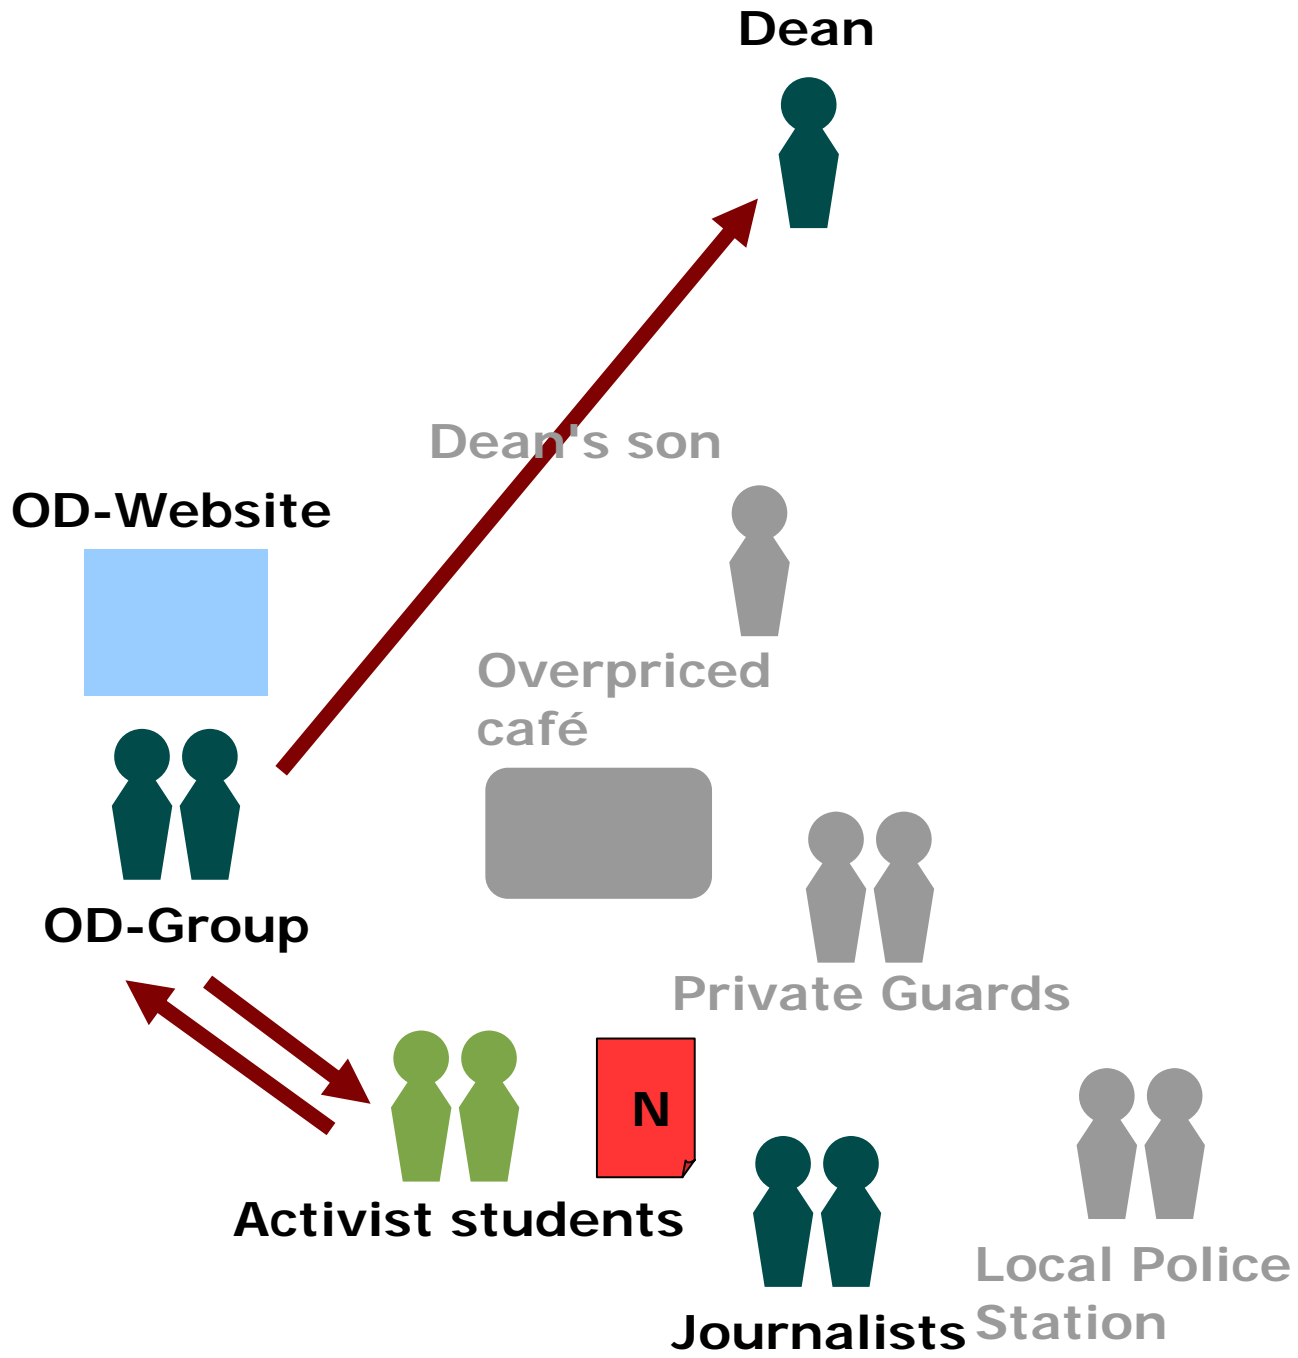 Dean
Dean's son
OD-Website
Overpriced
café
OD-Group
Private Guards
N
Activist students
Local Police
Station
Journalists